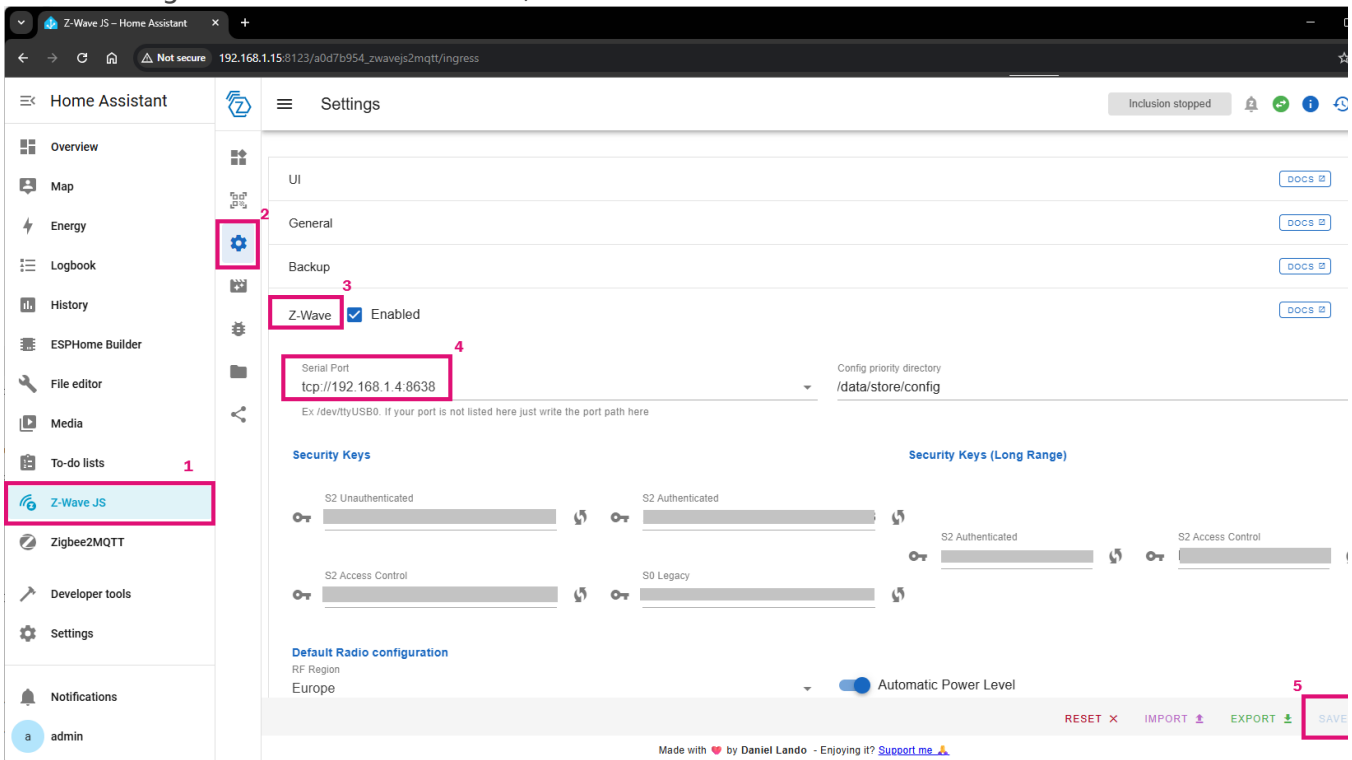 Z-Wave JS – Home Assistant
Not secure
192.168.1.15:8123/a0d7b954_zwavejs2mqtt/ingress
Home Assistant
Settings
Inclusion stopped
Overview
Map
Energy
Logbook
History
ESPHome Builder
File editor
Media
To-do lists
1
Z-Wave JS
Zigbee2MQTT
Developer tools
Settings
Notifications
a admin
2
UI
DOCS
General
DOCS
Backup
DOCS
3
Z-Wave Enabled
DOCS
4
Serial Port
tcp://192.168.1.4:8638
Ex /dev/ttyUSB0. If your port is not listed here just write the port path here
Config priority directory
/data/store/config
Security Keys
S2 Unauthenticated
S2 Authenticated
S2 Access Control
S0 Legacy
Security Keys (Long Range)
S2 Authenticated
S2 Access Control
Default Radio configuration
RF Region
Europe
Automatic Power Level
5
RESET IMPORT EXPORT SAVE
Made with by Daniel Lando - Enjoying it? Support me